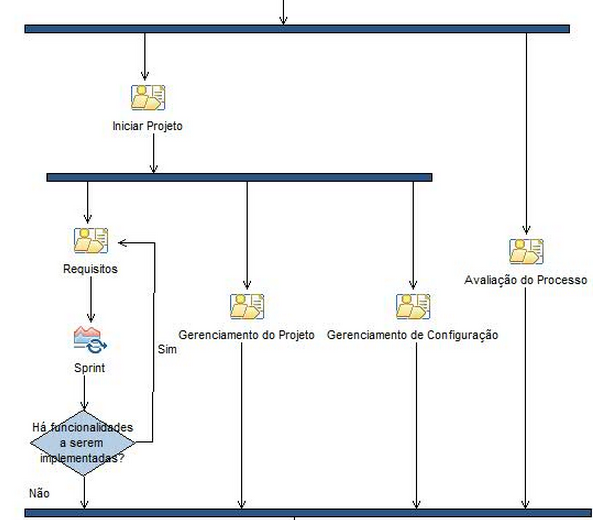 Iniciar Projeto
Requisitos
Avaliação do Processo
Gerenciamento do Projeto
Gerenciamento de Configuração
Sim
Sprint
Há funcionalidades
a serem
implementadas?
Não